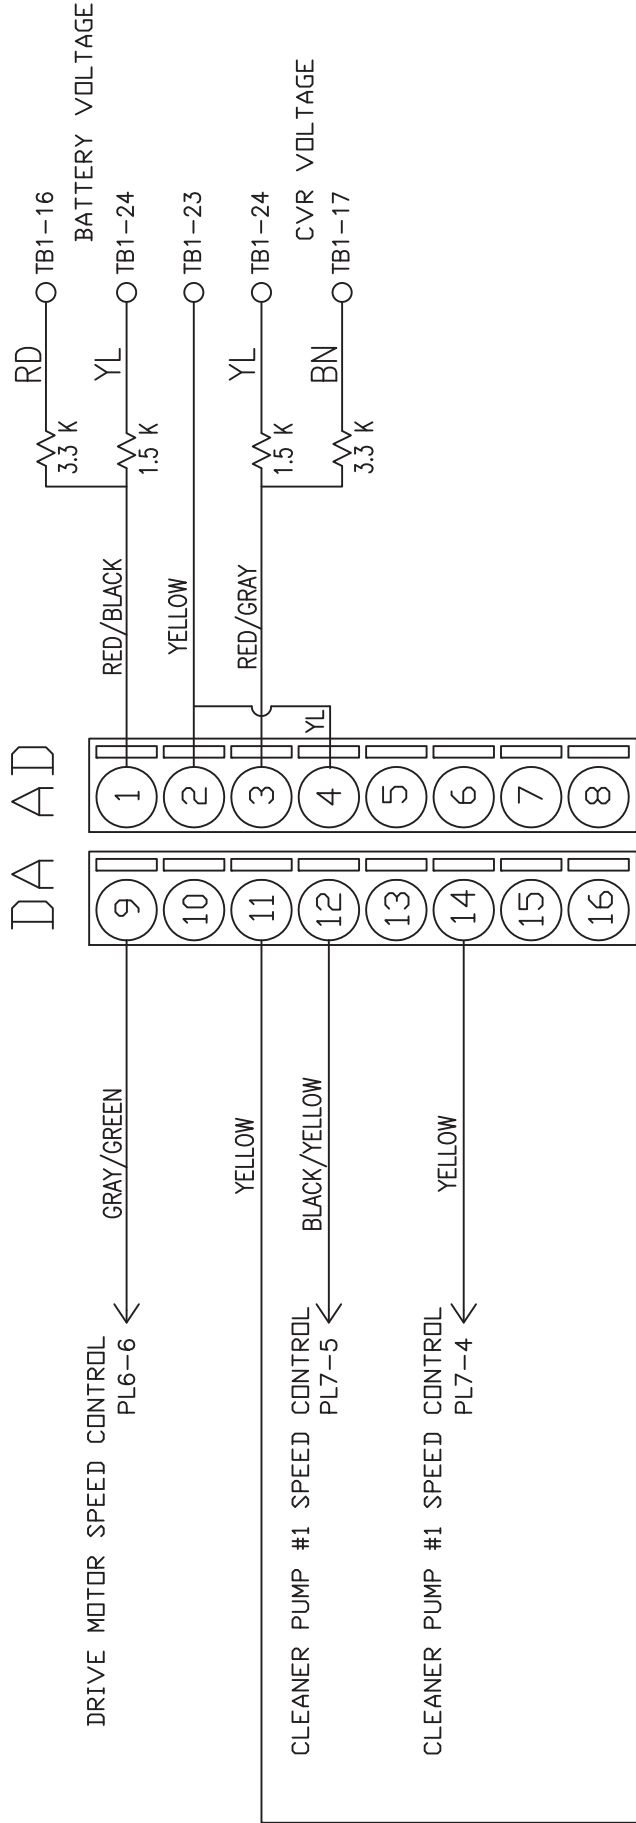 DA AD
DRIVE MOTOR SPEED CONTROL
PL6-6
GRAY/GREEN
9
1
RED/BLACK
3.3 K
RD
TB1-16
1.5 K
YL
TB1-24
BATTERY VOLTAGE
10
2
YELLOW
TB1-23
YELLOW
11
3
RED/GRAY
1.5 K
YL
TB1-24
CLEANER PUMP #1 SPEED CONTROL
PL7-5
BLACK/YELLOW
12
4
YL
3.3 K
BN
TB1-17
CVR VOLTAGE
13
5
CLEANER PUMP #1 SPEED CONTROL
PL7-4
YELLOW
14
6
15
7
16
8